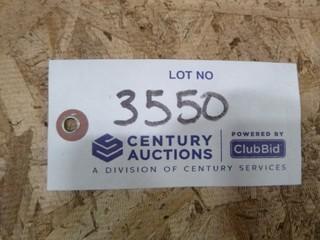 LOT NO
3550
CENTURY AUCTIONS
POWERED BY
ClubBid
A DIVISION OF CENTURY SERVICES